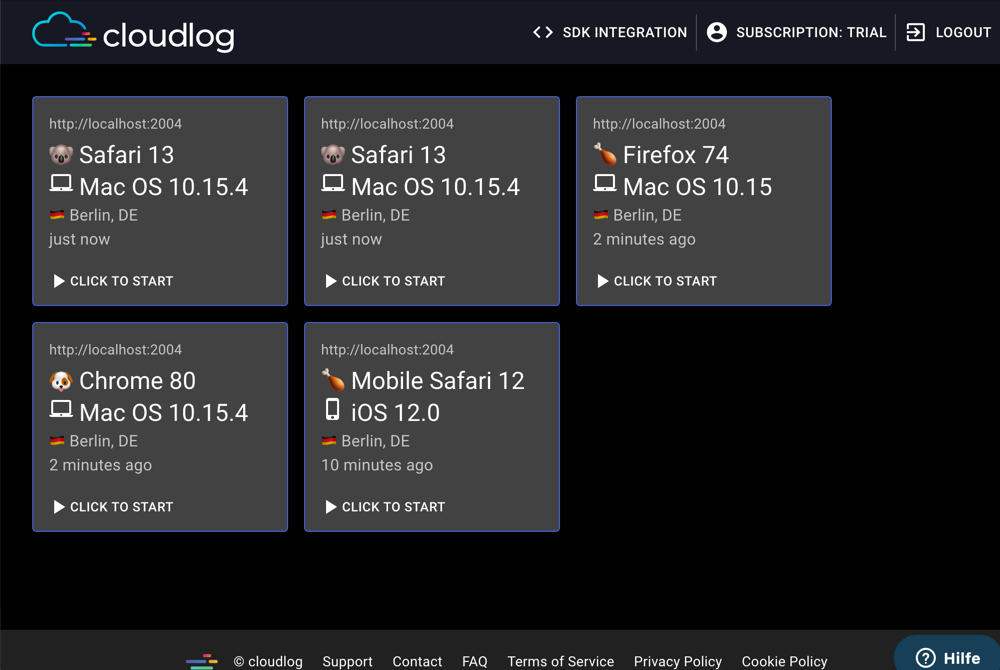 cloudlog
SDK INTEGRATION
SUBSCRIPTION: TRIAL
LOGOUT
http://localhost:2004
Safari 13
Mac OS 10.15.4
Berlin, DE
just now
CLICK TO START
http://localhost:2004
Safari 13
Mac OS 10.15.4
Berlin, DE
just now
CLICK TO START
http://localhost:2004
Firefox 74
Mac OS 10.15
Berlin, DE
2 minutes ago
CLICK TO START
http://localhost:2004
Chrome 80
Mac OS 10.15.4
Berlin, DE
2 minutes ago
CLICK TO START
http://localhost:2004
Mobile Safari 12
iOS 12.0
Berlin, DE
10 minutes ago
CLICK TO START
© cloudlog
Support
Contact
FAQ
Terms of Service
Privacy Policy
Cookie Policy
Hilfe